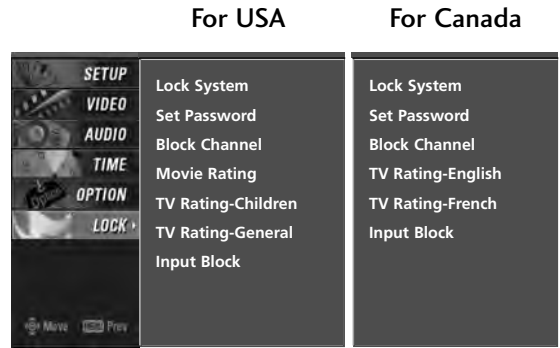 For USA
For Canada
SETUP
VIDEO
AUDIO
TIME
OPTION
LOCK
Move
Prev
Lock System
Set Password
Block Channel
Movie Rating
TV Rating-Children
TV Rating-General
Input Block
Lock System
Set Password
Block Channel
TV Rating-English
TV Rating-French
Input Block